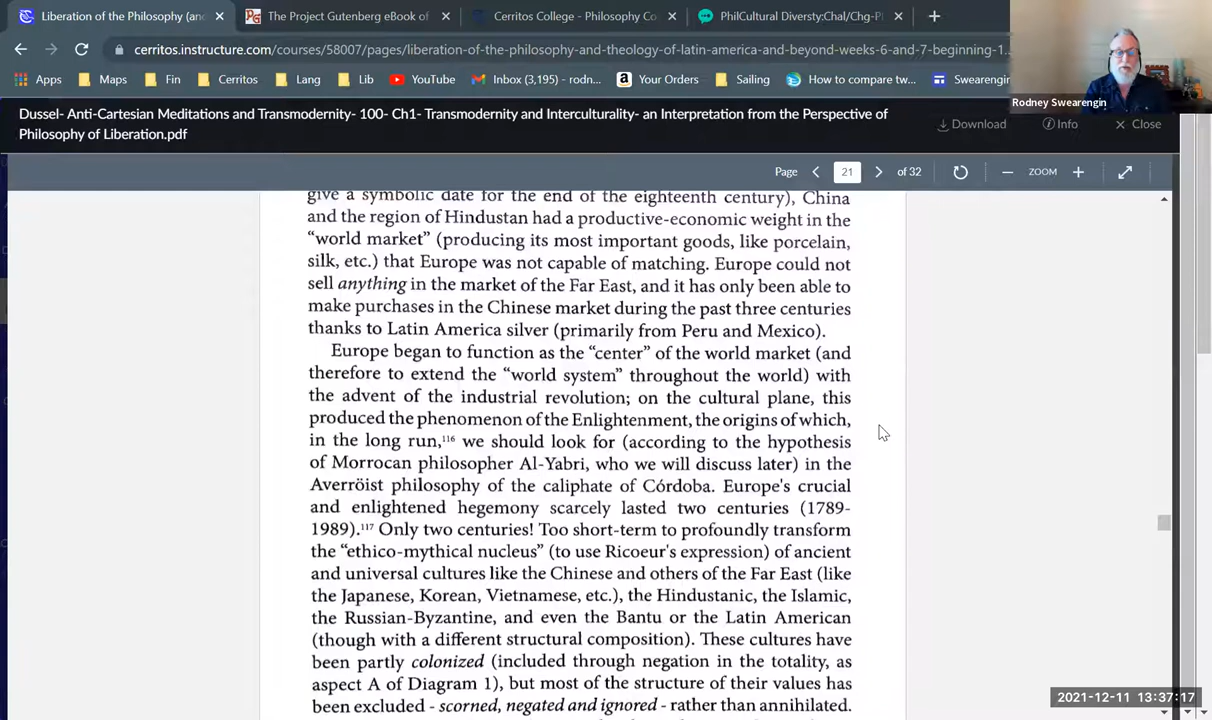 Liberation of the Philosophy (an
The Project Gutenberg eBook of
Cerritos College - Philosophy Co
PhilCultural Diversty:Chal/Chg-P
cerritos.instructure.com/courses/58007/pages/liberation-of-the-philosophy-and-theology-of-latin-america-and-beyond-weeks-6-and-7-beginning-1...
Apps Maps Fin Cerritos Lang Lib YouTube Inbox (3,195) - rodn... Your Orders Sailing How to compare tw... Swearengin
Rodney Swearengin
Dussel- Anti-Cartesian Meditations and Transmodernity- 100- Ch1- Transmodernity and Interculturality- an Interpretation from the Perspective of
Philosophy of Liberation.pdf
Download Info Close
Page 21 of 32 ZOOM
give a symbolic date for the end of the eighteenth century), China
and the region of Hindustan had a productive-economic weight in the
“world market” (producing its most important goods, like porcelain,
silk, etc.) that Europe was not capable of matching. Europe could not
sell anything in the market of the Far East, and it has only been able to
make purchases in the Chinese market during the past three centuries
thanks to Latin America silver (primarily from Peru and Mexico).
Europe began to function as the “center” of the world market (and
therefore to extend the “world system” throughout the world) with
the advent of the industrial revolution; on the cultural plane, this
produced the phenomenon of the Enlightenment, the origins of which,
in the long run,116 we should look for (according to the hypothesis
of Morrocan philosopher Al-Yabri, who we will discuss later) in the
Averröist philosophy of the caliphate of Córdoba. Europe's crucial
and enlightened hegemony scarcely lasted two centuries (1789-
1989).117 Only two centuries! Too short-term to profoundly transform
the “ethico-mythical nucleus” (to use Ricoeur's expression) of ancient
and universal cultures like the Chinese and others of the Far East (like
the Japanese, Korean, Vietnamese, etc.), the Hindustanic, the Islamic,
the Russian-Byzantine, and even the Bantu or the Latin American
(though with a different structural composition). These cultures have
been partly colonized (included through negation in the totality, as
aspect A of Diagram 1), but most of the structure of their values has
been excluded - scorned, negated and ignored - rather than annihilated.
2021-12-11 13:37:17